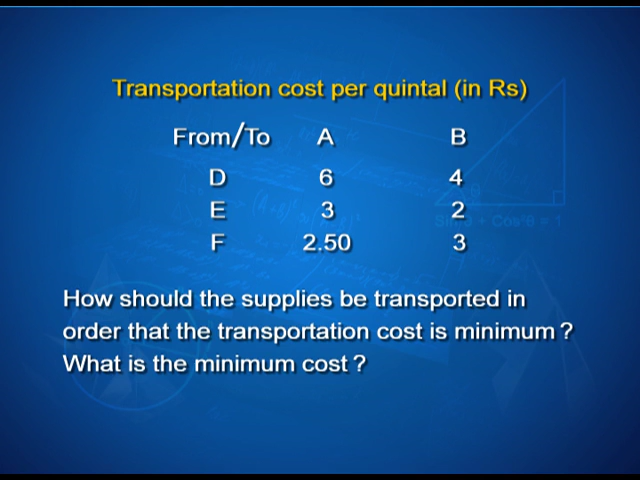 Transportation cost per quintal (in Rs)
From/To A B
D 6 4
E 3 2
F 2.50 3
How should the supplies be transported in
order that the transportation cost is minimum ?
What is the minimum cost ?